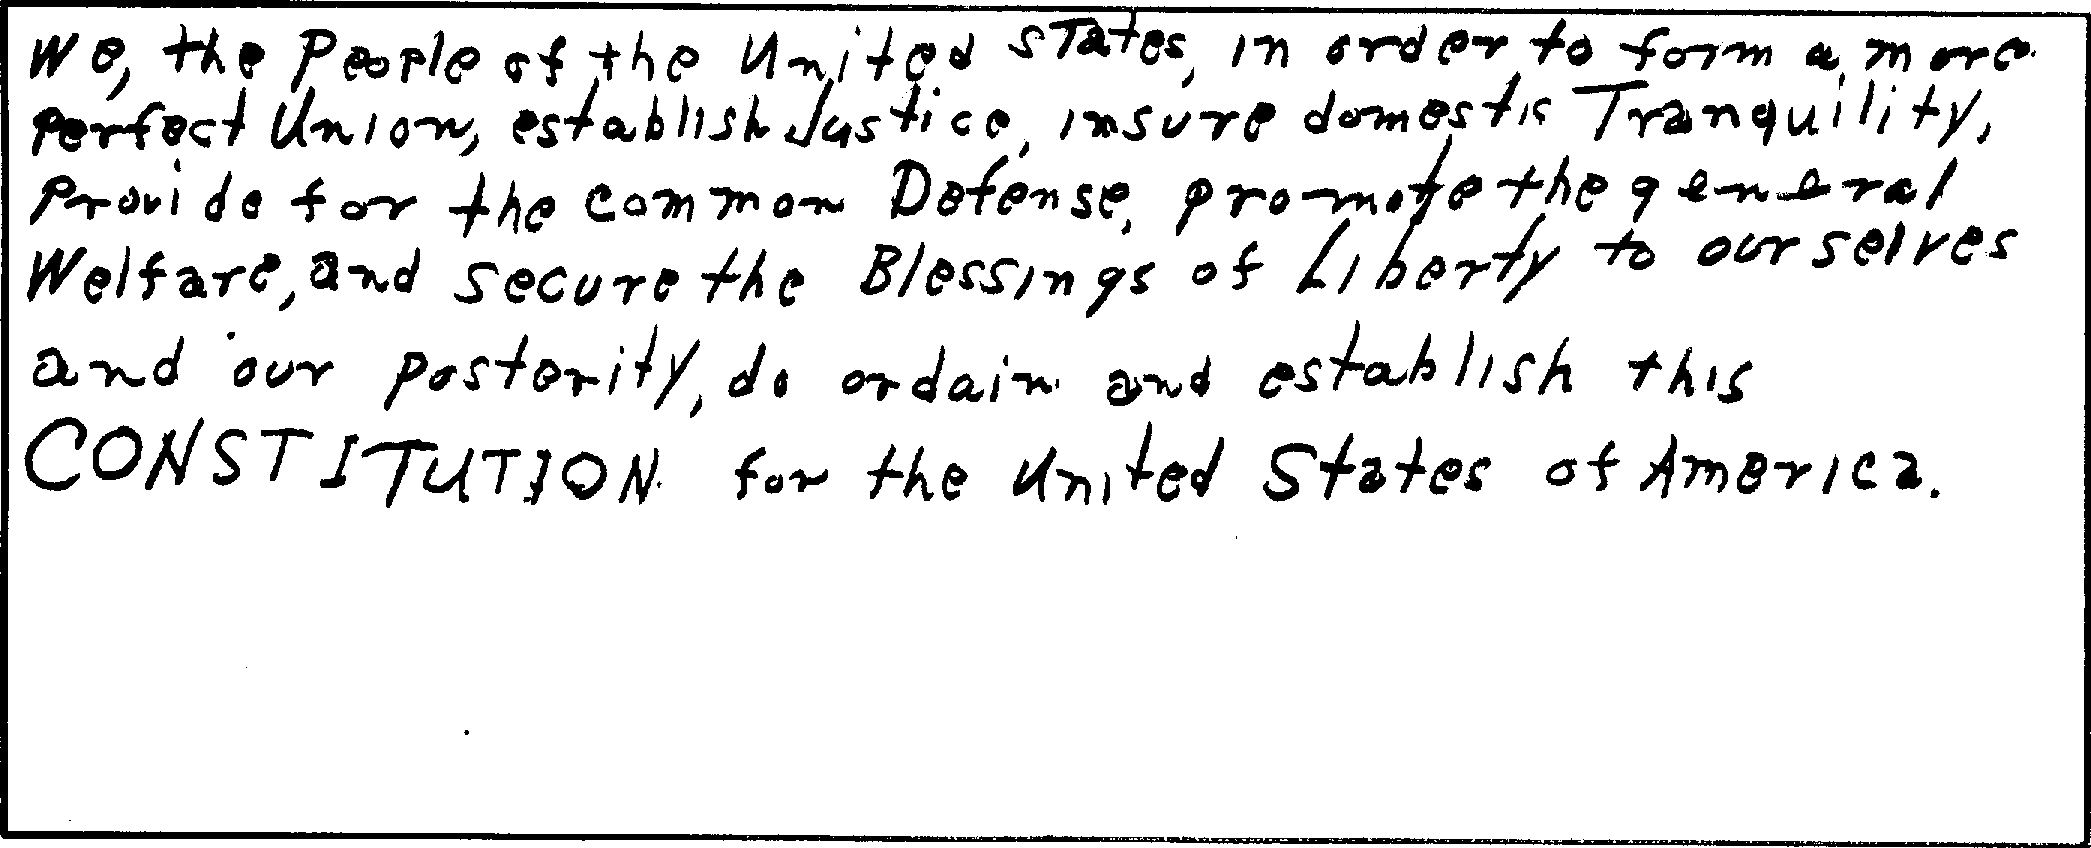 We, the People of the United States, in order to form a more
perfect Union, establish Justice, insure domestic Tranquility,
provide for the common Defense, promote the general
Welfare, and secure the Blessings of Liberty to ourselves
and our posterity, do ordain and establish this
CONSTITUTION for the United States of America.